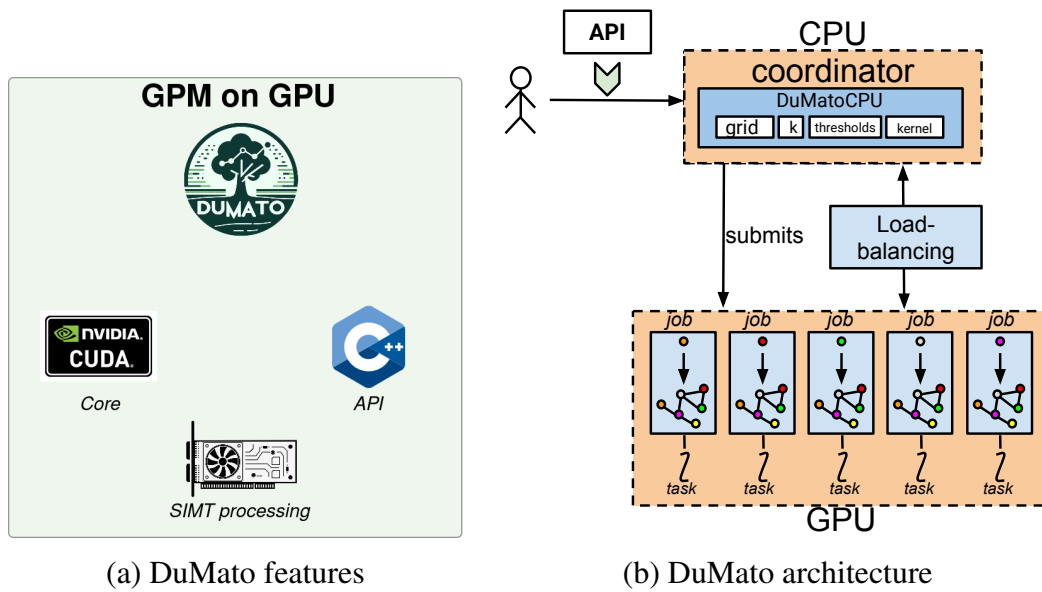 GPM on GPU
DUMATO
NVIDIA.
CUDA.
Core
C++
API
SIMT processing
(a) DuMato features
API
CPU
coordinator
DuMatoCPU
grid k thresholds kernel
submits
Load-
balancing
job job job job job
task task task task task
GPU
(b) DuMato architecture